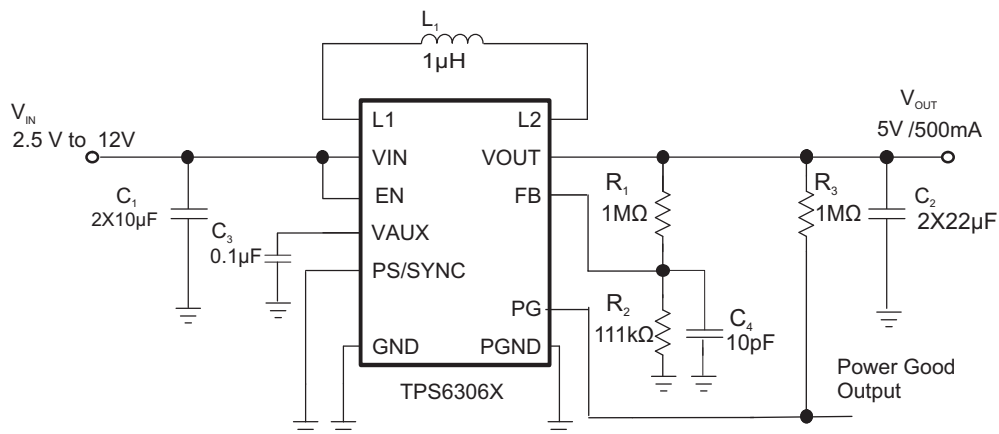 L₁
1µH
V_IN
2.5 V to 12V
V_OUT
5V /500mA
L1
L2
VIN
VOUT
EN
FB
VAUX
PS/SYNC
PG
GND
PGND
C₁
2X10µF
C₃
0.1µF
R₁
1MΩ
R₃
1MΩ
C₂
2X22µF
R₂
111kΩ
C₄
10pF
Power Good
Output
TPS6306X